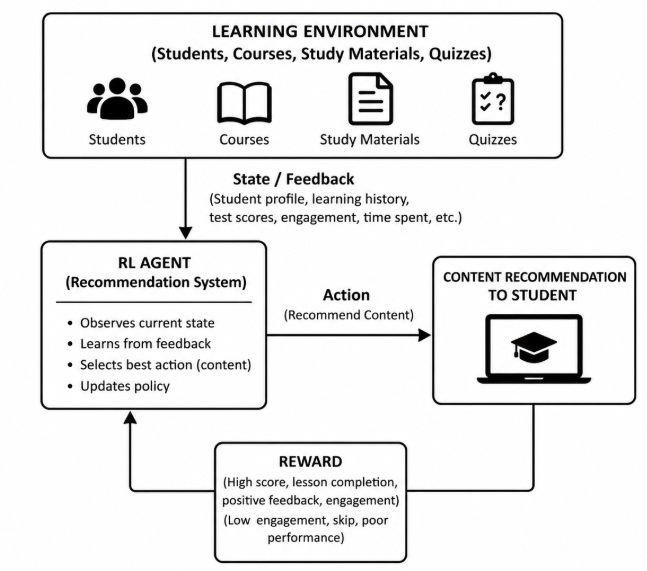 LEARNING ENVIRONMENT
(Students, Courses, Study Materials, Quizzes)
?
Students
Courses
Study Materials
Quizzes
State / Feedback
(Student profile, learning history,
test scores, engagement, time spent, etc.)
RL AGENT
(Recommendation System)
• Observes current state
• Learns from feedback
• Selects best action (content)
• Updates policy
Action
(Recommend Content)
CONTENT RECOMMENDATION
TO STUDENT
REWARD
(High score, lesson completion,
positive feedback, engagement)
(Low engagement, skip, poor
performance)